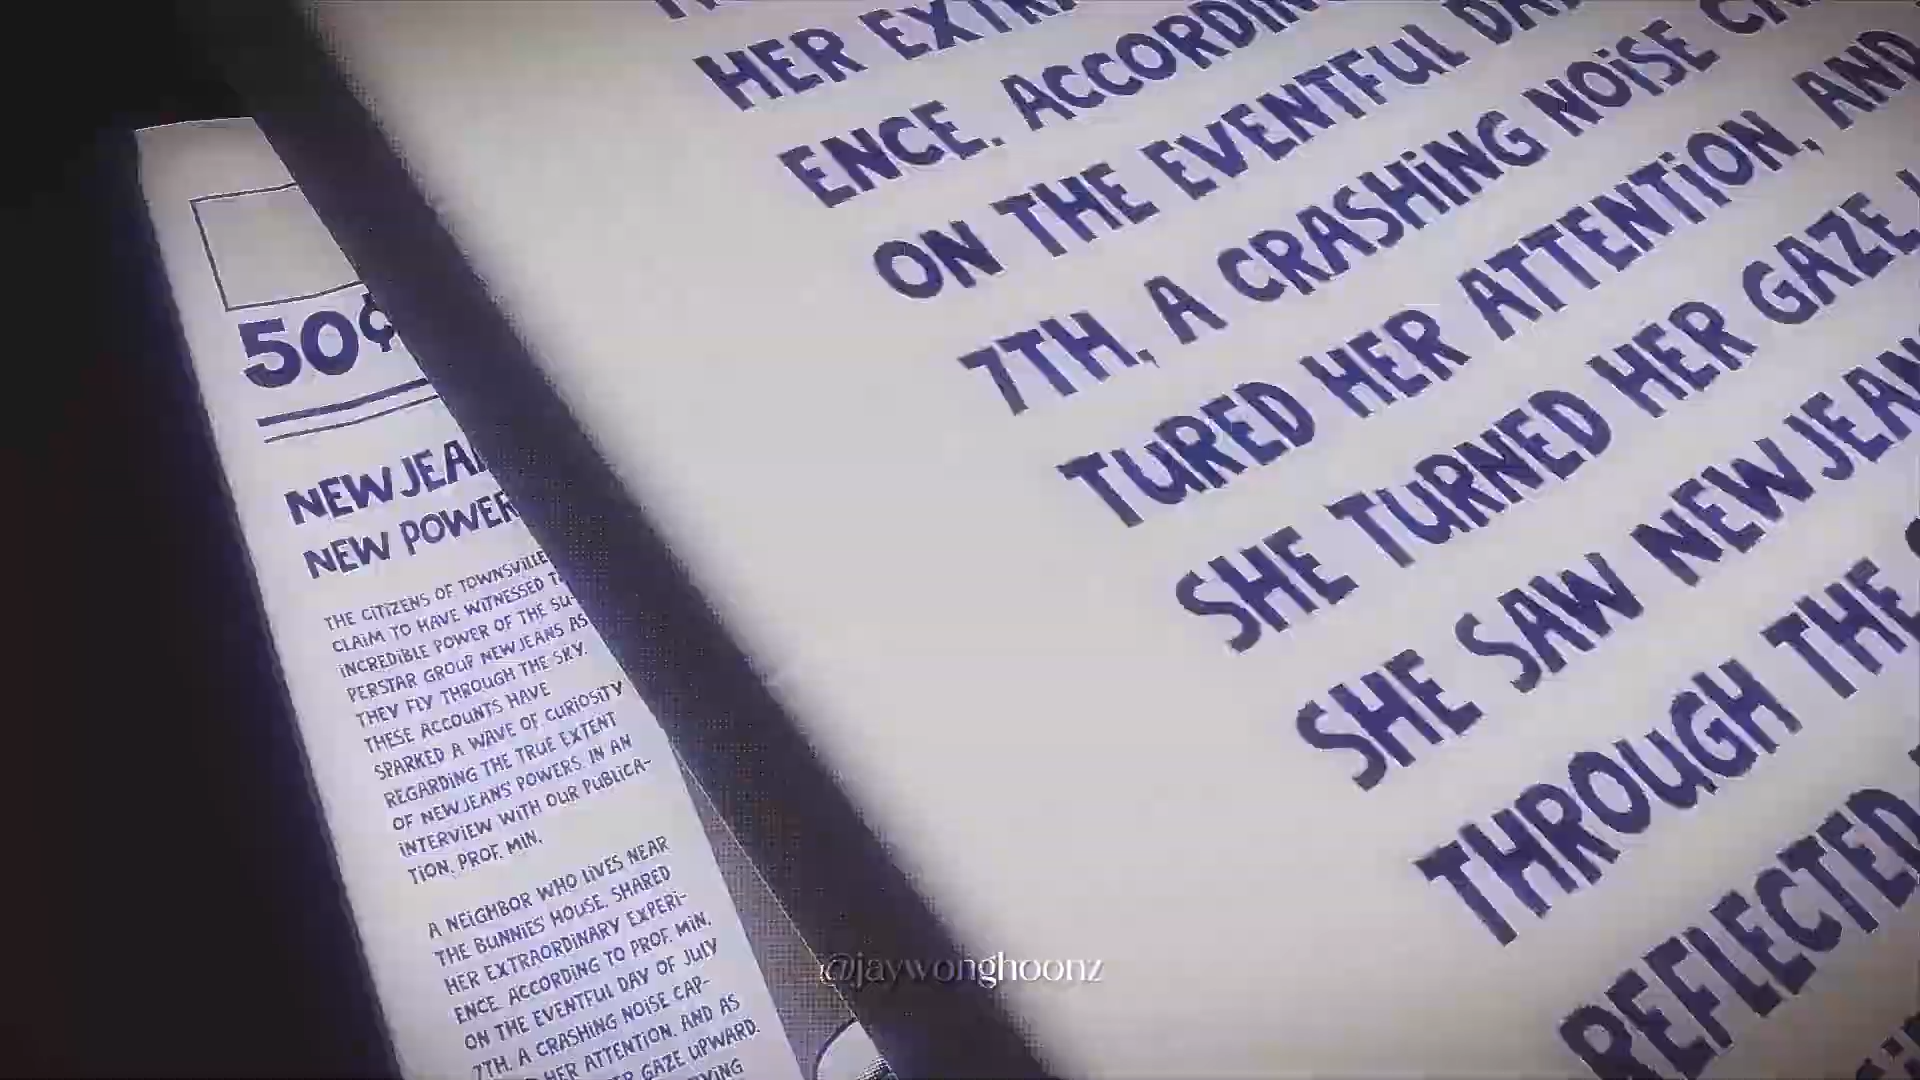 50¢
NEW JEA
NEW POWER
THE CITIZENS OF TOWNSVILLE
CLAIM TO HAVE WITNESSED
INCREDIBLE POWER OF THE SU-
PERSTAR GROUP NEWJEANS AS
THEY FLY THROUGH THE SKY.
THESE ACCOUNTS HAVE
SPARKED A WAVE OF CURIOSITY
REGARDING THE TRUE EXTENT
OF NEWJEANS' POWERS. IN AN
INTERVIEW WITH OUR PUBLICA-
TION, PROF. MIN,
A NEIGHBOR WHO LIVES NEAR
THE BUNNIES' HOUSE, SHARED
HER EXTRAORDINARY EXPERI-
ENCE. ACCORDING TO PROF. MIN,
ON THE EVENTFUL DAY OF JULY
7TH, A CRASHING NOISE CAP-
HER ATTENTION, AND AS
GAZE UPWARD,
HER EXTRA
ENCE. ACCORDIN
ON THE EVENTFUL DA
7TH, A CRASHING NOISE CA
TURED HER ATTENTION, AND
SHE TURNED HER GAZE
SHE SAW NEWJEAN
THROUGH THE
REFLECTED
@jaywonghoonz